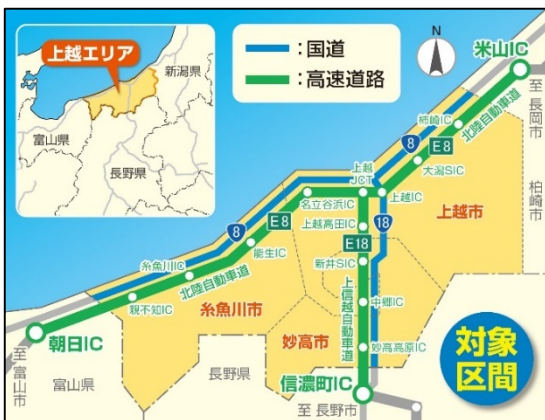 上越エリア
新潟県
富山県
長野県
：国道
：高速道路
N
米山IC
至長岡市
柏崎市
北陸自動車道
柿崎IC
8
E8
大潟SIC
上越JCT
上越IC
18
名立谷浜IC
上越高田IC
上越市
E8
8
能生IC
E18
新井SIC
糸魚川IC
北陸自動車道
上信越自動車道
中郷IC
親不知IC
糸魚川市
妙高市
妙高高原IC
朝日IC
至富山市
富山県
長野県
信濃町IC
至長野市
対象
区間